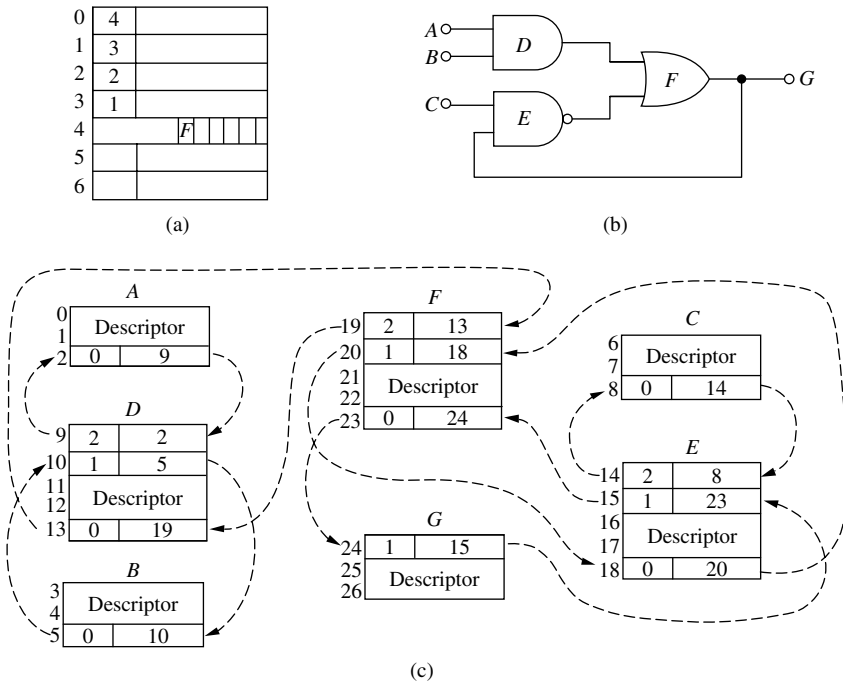 0 4
1 3
2 2
3 1
4 F
5
6
(a)
A
B
C
D
E
F
G
(b)
A
0
1
Descriptor
2 0 9
D
9 2 2
10 1 5
11
12
Descriptor
13 0 19
B
3
4
Descriptor
5 0 10
F
19 2 13
20 1 18
21
22
Descriptor
23 0 24
G
24 1 15
25
26
Descriptor
C
6
7
Descriptor
8 0 14
E
14 2 8
15 1 23
16
17
Descriptor
18 0 20
(c)